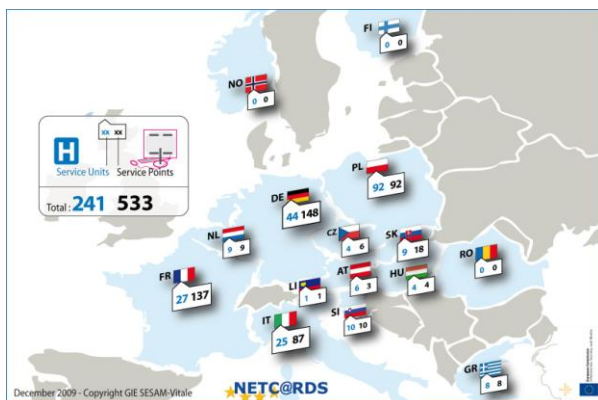 FI
0 0
NO
0 0
xx xx
H
Service Units Service Points
Total : 241 533
PL
92 92
DE
44 148
NL
9 9
CZ
4 6
SK
9 18
RO
0 0
FR
27 137
LI
1 1
AT
6 3
HU
4 4
IT
25 87
SI
10 10
GR
8 8
December 2009 - Copyright GIE SESAM-Vitale
NETC@RDS